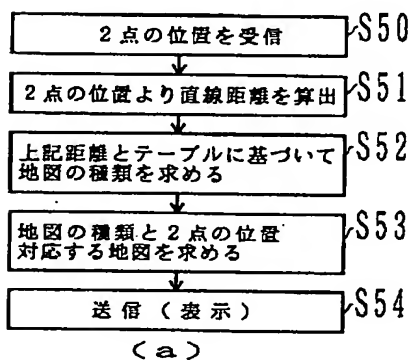 2点の位置を受信 S50
2点の位置より直線距離を算出 S51
上記距離とテーブルに基づいて S52
地図の種類を求める
地図の種類と2点の位置 S53
対応する地図を求める
送信(表示) S54
(a)